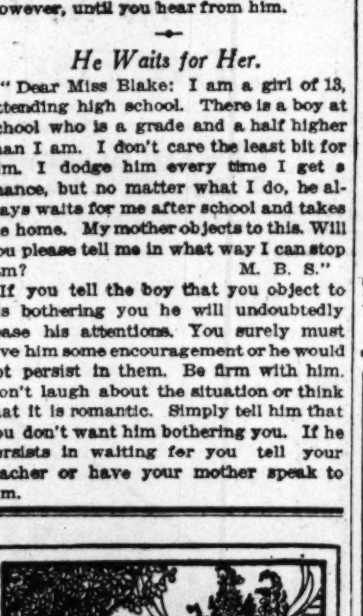 owever, until you hear from him.
He Waits for Her.
" Dear Miss Blake: I am a girl of 13,
ttending high school. There is a boy at
chool who is a grade and a half higher
han I am. I don't care the least bit for
im. I dodge him every time I get a
hance, but no matter what I do, he al-
ays waits for me after school and takes
e home. My mother objects to this. Will
ou please tell me in what way I can stop
im? M. B. S."
If you tell the boy that you object to
is bothering you he will undoubtedly
ease his attentions. You surely must
ve him some encouragement or he would
ot persist in them. Be firm with him.
on't laugh about the situation or think
at it is romantic. Simply tell him that
ou don't want him bothering you. If he
ersists in waiting for you tell your
eacher or have your mother speak to
im.